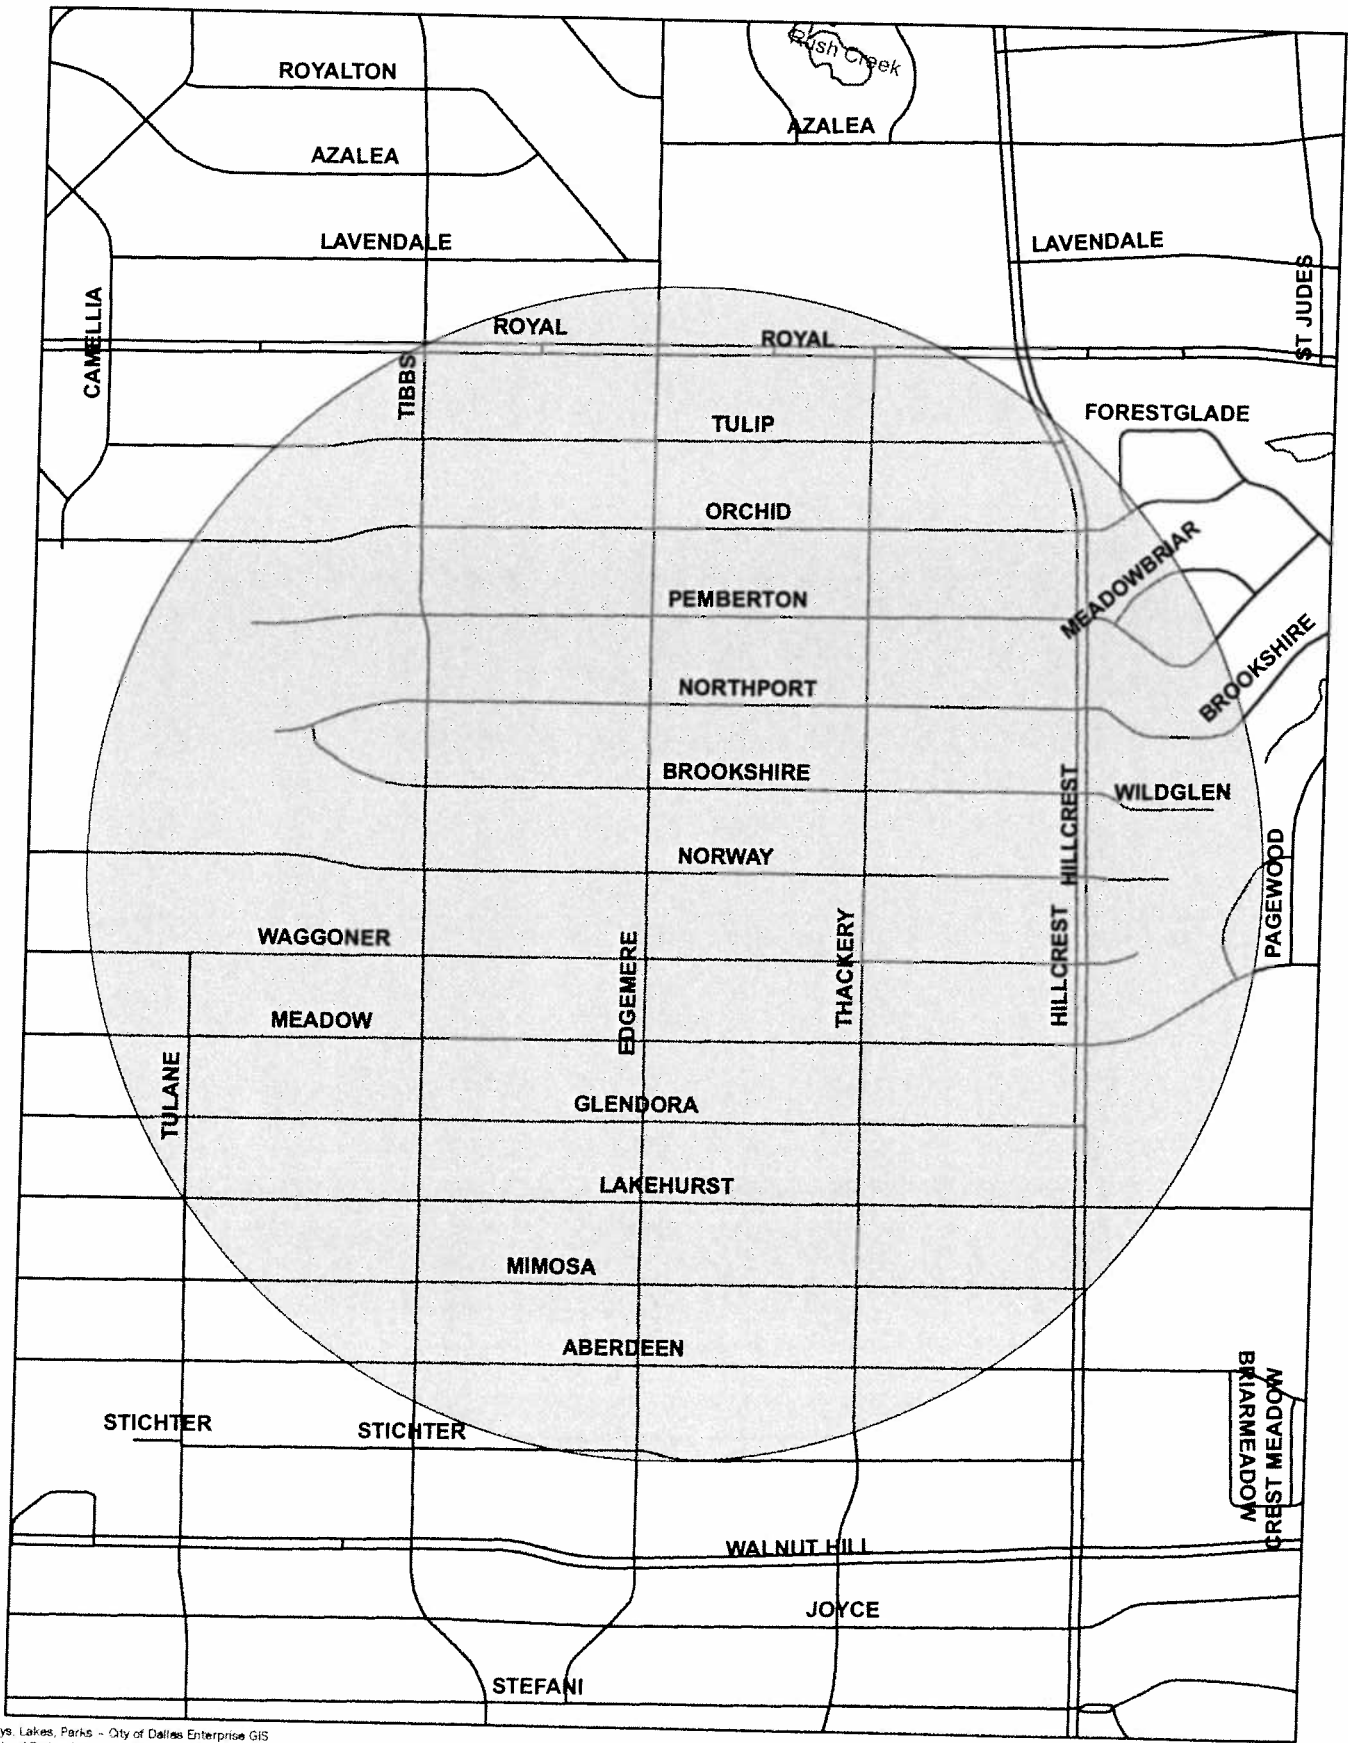 Rush Creek
ROYALTON
AZALEA
AZALEA
LAVENDALE
LAVENDALE
ST JUDES
CAMELLIA
ROYAL
ROYAL
TIBBS
FORESTGLADE
TULIP
ORCHID
MEADOWBRIAR
PEMBERTON
BROOKSHIRE
NORTHPORT
BROOKSHIRE
WILDGLEN
HILLCREST
NORWAY
PAGEWOOD
WAGGONER
EDGEMERE
THACKERY
HILLCREST
MEADOW
TULANE
GLENDORA
LAKEHURST
MIMOSA
ABERDEEN
BRIARMEADOW
CREST MEADOW
STICHTER
STICHTER
WALNUT HILL
JOYCE
STEFANI
ys, Lakes, Parks - City of Dallas Enterprise GIS